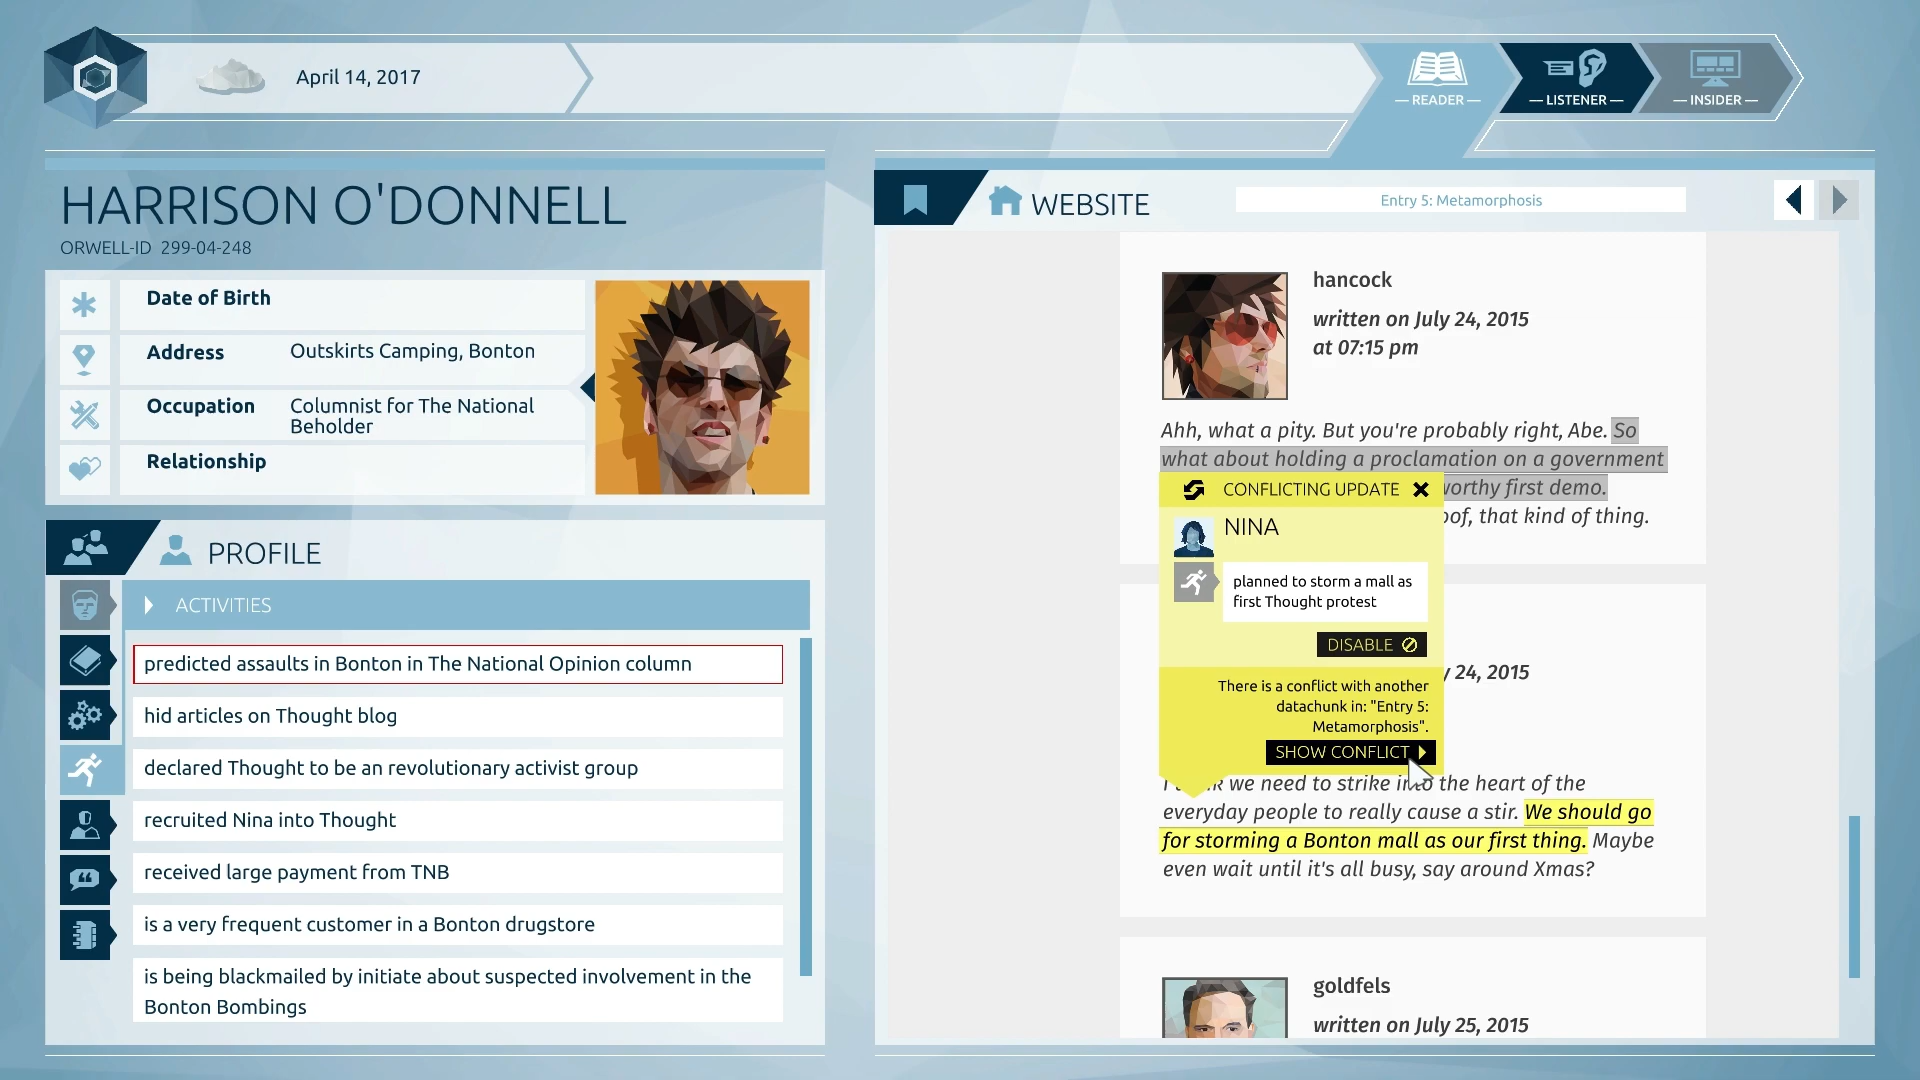 April 14, 2017
READER
LISTENER
INSIDER
HARRISON O'DONNELL
ORWELL-ID 299-04-248
Date of Birth
Address Outskirts Camping, Bonton
Occupation Columnist for The National
Beholder
Relationship
PROFILE
ACTIVITIES
predicted assaults in Bonton in The National Opinion column
hid articles on Thought blog
declared Thought to be an revolutionary activist group
recruited Nina into Thought
received large payment from TNB
is a very frequent customer in a Bonton drugstore
is being blackmailed by initiate about suspected involvement in the
Bonton Bombings
WEBSITE
Entry 5: Metamorphosis
hancock
written on July 24, 2015
at 07:15 pm
Ahh, what a pity. But you're probably right, Abe. So
what about holding a proclamation on a government
worthy first demo.
that kind of thing.
CONFLICTING UPDATE
NINA
planned to storm a mall as
first Thought protest
DISABLE
There is a conflict with another
datachunk in: "Entry 5:
Metamorphosis".
SHOW CONFLICT
24, 2015
we need to strike into the heart of the
everyday people to really cause a stir. We should go
for storming a Bonton mall as our first thing. Maybe
even wait until it's all busy, say around Xmas?
goldfels
written on July 25, 2015